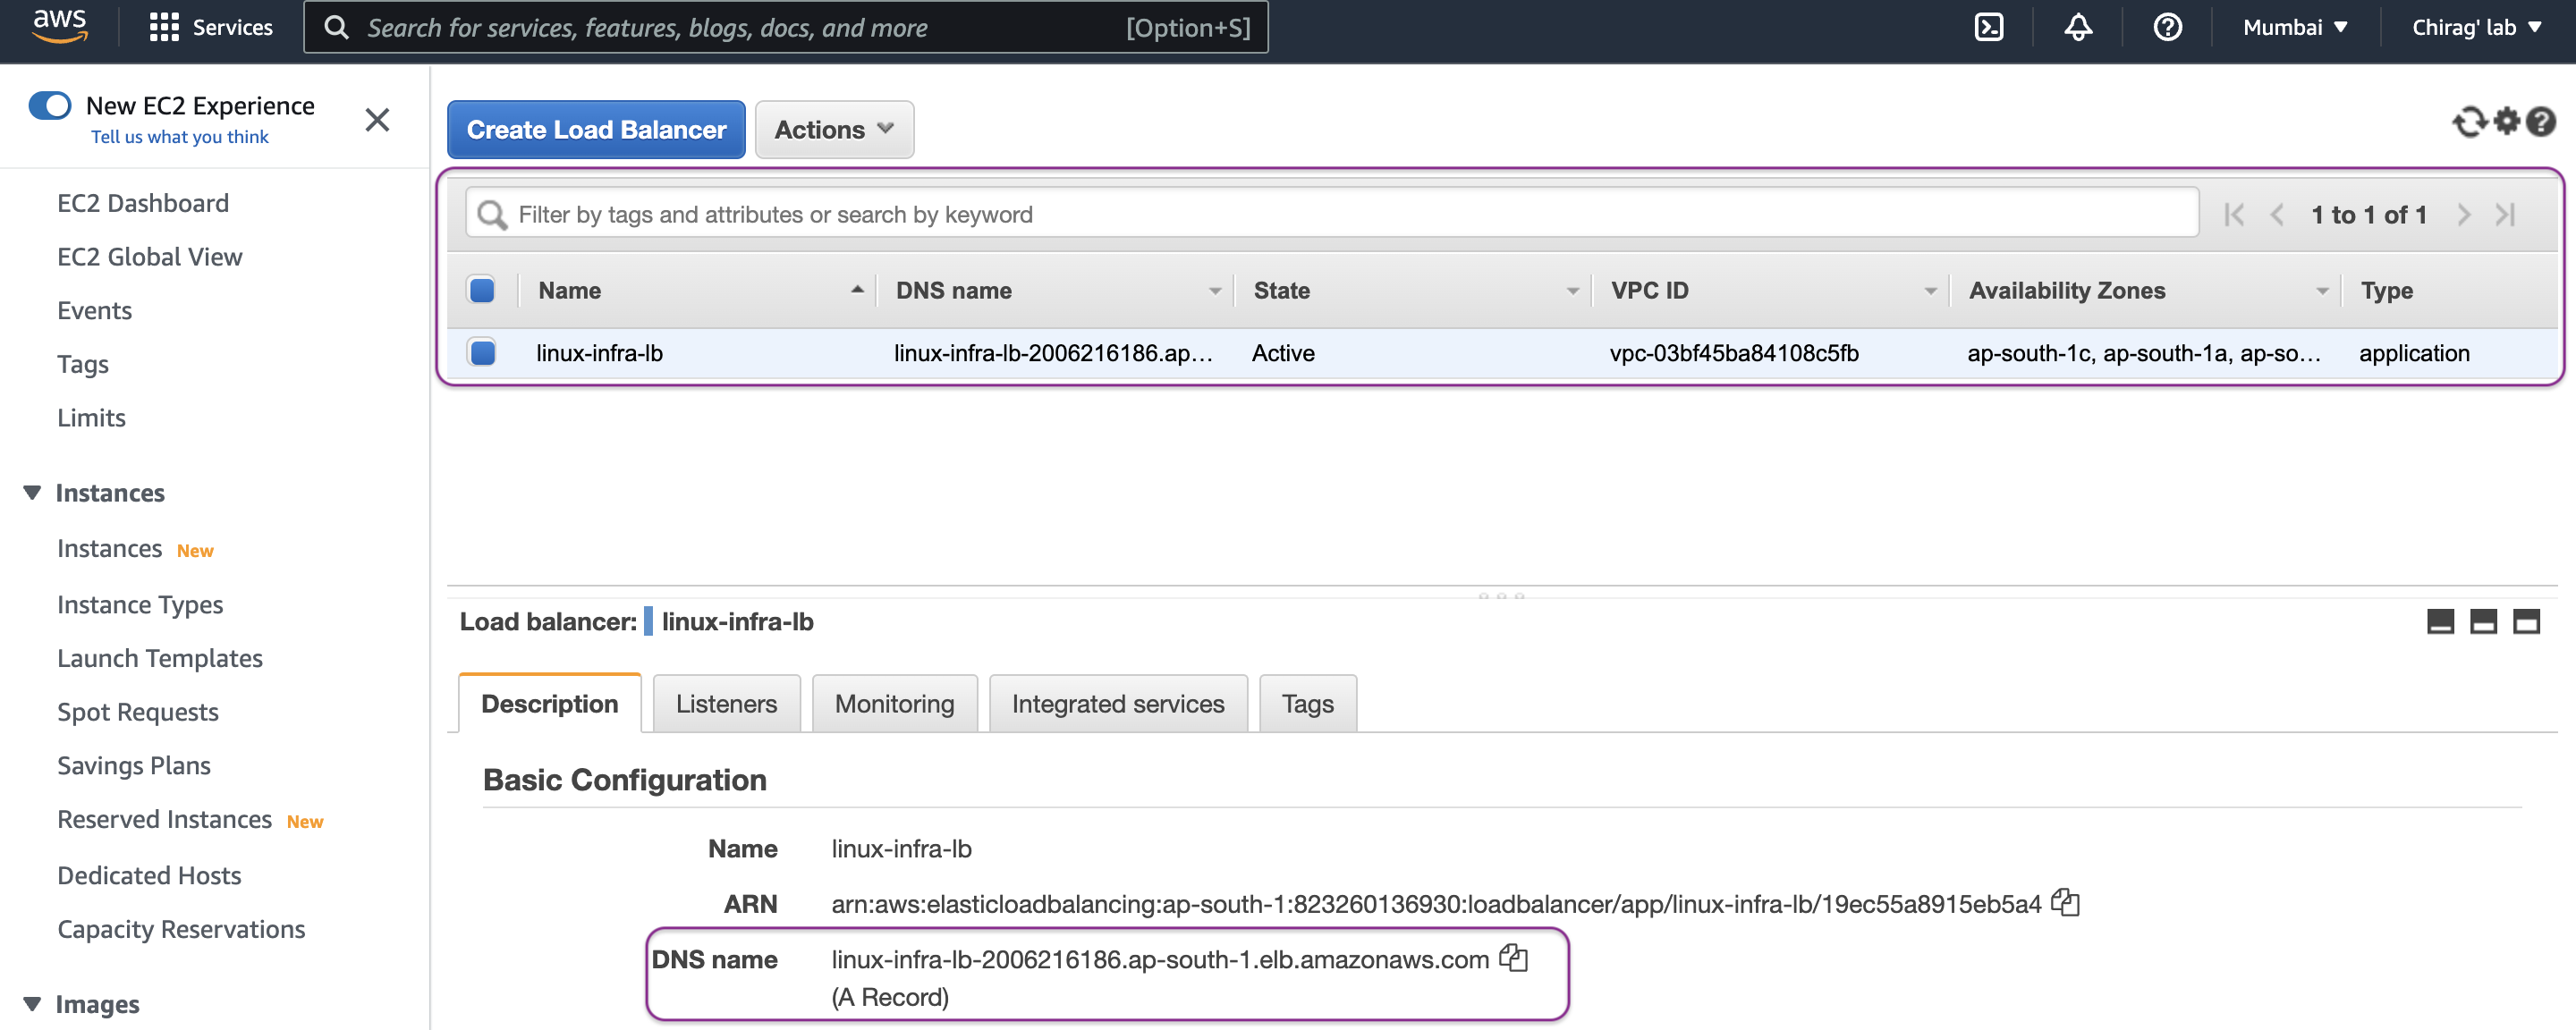 aws
Services
Search for services, features, blogs, docs, and more [Option+S]
Mumbai ▼
Chirag' lab ▼
New EC2 Experience
Tell us what you think
EC2 Dashboard
EC2 Global View
Events
Tags
Limits
Instances
Instances New
Instance Types
Launch Templates
Spot Requests
Savings Plans
Reserved Instances New
Dedicated Hosts
Capacity Reservations
Images
Create Load Balancer Actions
Filter by tags and attributes or search by keyword
1 to 1 of 1
Name DNS name State VPC ID Availability Zones Type
linux-infra-lb linux-infra-lb-2006216186.ap... Active vpc-03bf45ba84108c5fb ap-south-1c, ap-south-1a, ap-so... application
Load balancer: linux-infra-lb
Description Listeners Monitoring Integrated services Tags
Basic Configuration
Name linux-infra-lb
ARN arn:aws:elasticloadbalancing:ap-south-1:823260136930:loadbalancer/app/linux-infra-lb/19ec55a8915eb5a4
DNS name linux-infra-lb-2006216186.ap-south-1.elb.amazonaws.com
(A Record)